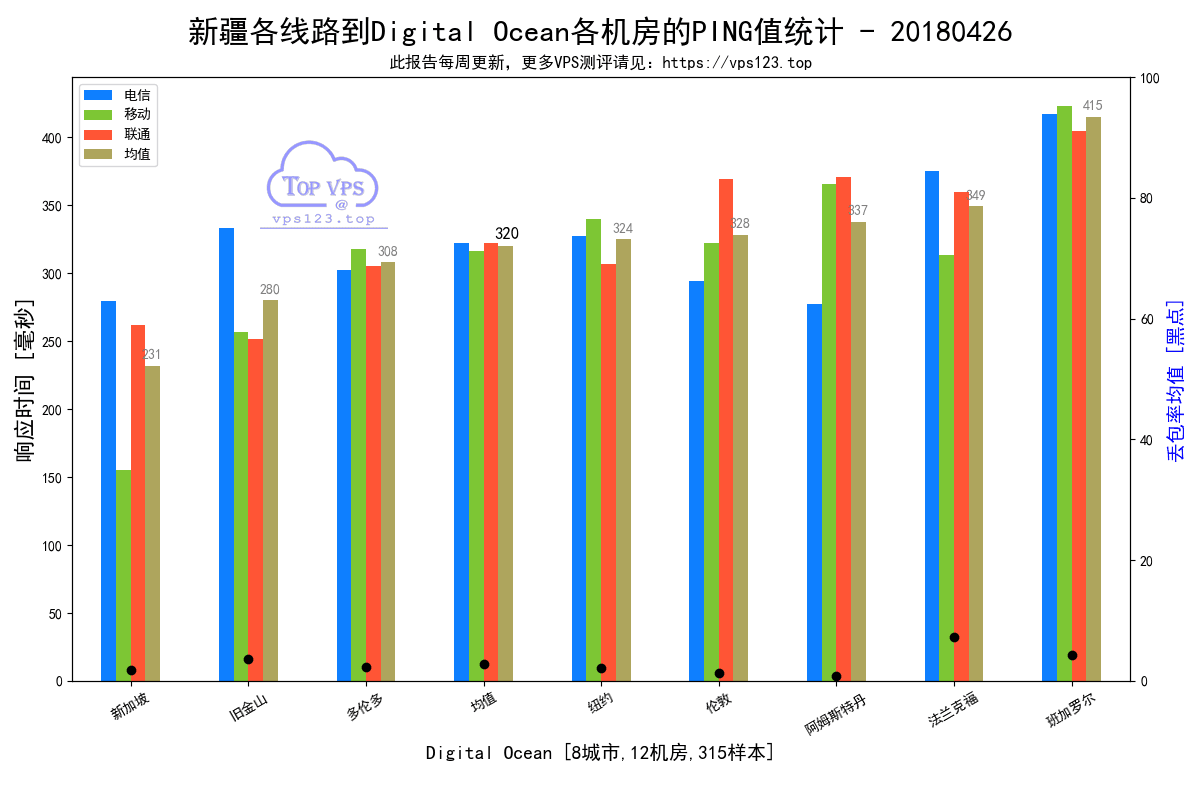 新疆各线路到Digital Ocean各机房的PING值统计 - 20180426
此报告每周更新, 更多VPS测评请见: https://vps123.top
电信
移动
联通
均值
TOP VPS
@
vps123.top
响应时间 [毫秒]
400
350
300
250
200
150
100
50
0
231
280
308
320
324
328
337
349
415
100
80
60
40
20
0
丢包率均值 [黑点]
新加坡
旧金山
多伦多
均值
纽约
伦敦
阿姆斯特丹
法兰克福
班加罗尔
Digital Ocean [8城市,12机房,315样本]